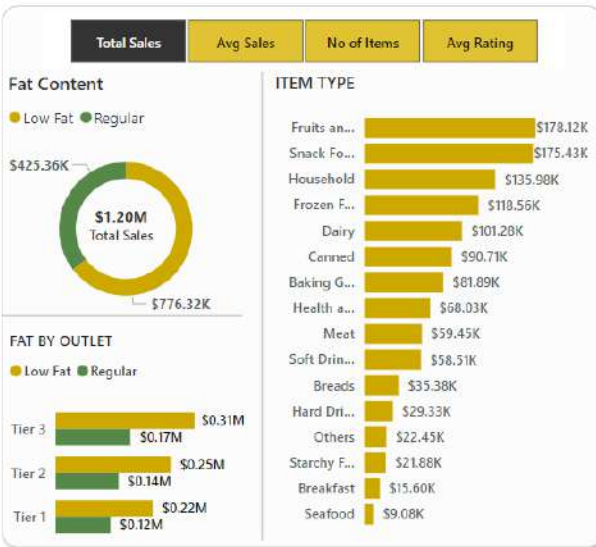 Total Sales Avg Sales No of Items Avg Rating
Fat Content
Low Fat Regular
$425.36K
$1.20M
Total Sales
$776.32K
FAT BY OUTLET
Low Fat Regular
Tier 3 $0.31M
$0.17M
Tier 2 $0.25M
$0.14M
Tier 1 $0.22M
$0.12M
ITEM TYPE
Fruits an... $178.12K
Snack Fo... $175.43K
Household $135.98K
Frozen F... $118.56K
Dairy $101.28K
Canned $90.71K
Baking G... $81.89K
Health a... $68.03K
Meat $59.45K
Soft Drin... $58.51K
Breads $35.38K
Hard Dri... $29.33K
Others $22.45K
Starchy F... $21.88K
Breakfast $15.60K
Seafood $9.08K